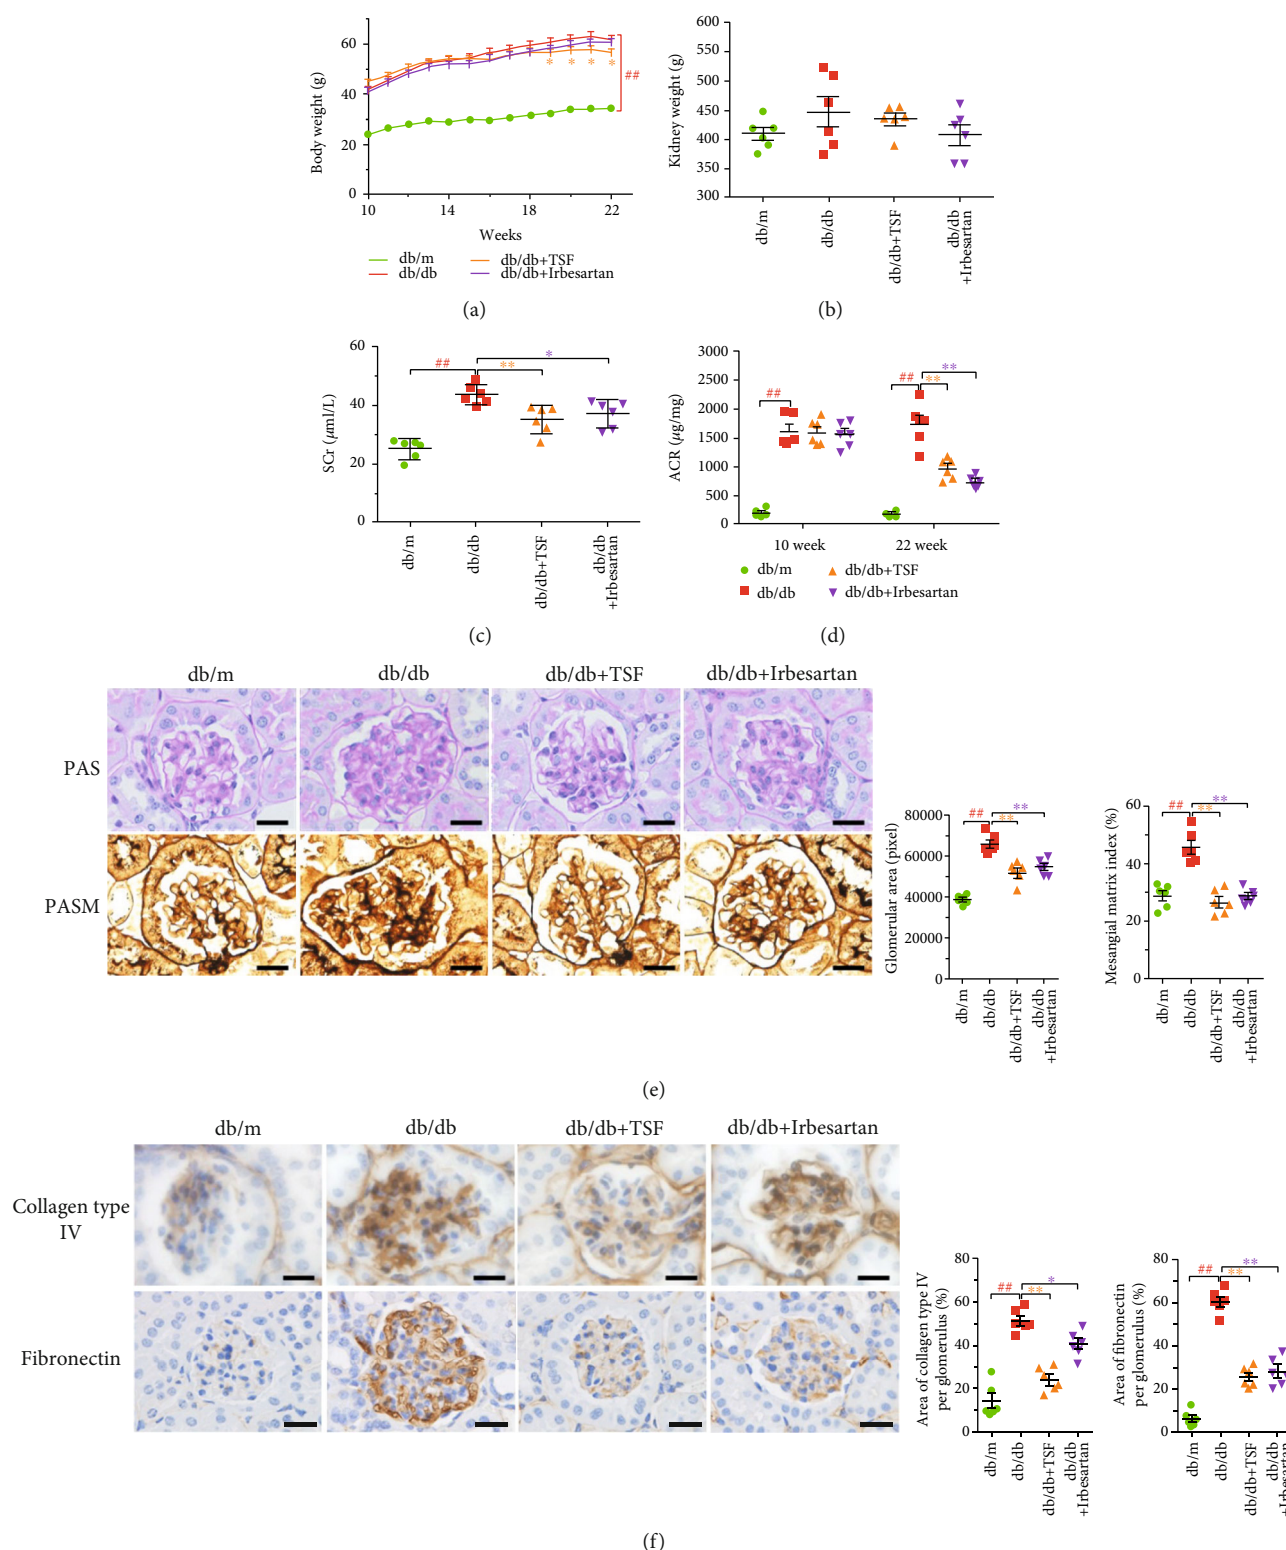 Body weight (g)
60
40
20
0
10
14
18
22
Weeks
* * * *
##
db/m
db/db
db/db+TSF
db/db+Irbesartan
(a)
Kidney weight (g)
600
550
500
450
400
350
300
db/m
db/db
db/db+TSF
db/db
+Irbesartan
(b)
SCr (μml/L)
60
40
20
0
##
**
*
db/m
db/db
db/db+TSF
db/db
+Irbesartan
(c)
ACR (μg/mg)
3000
2500
2000
1500
1000
500
0
##
##
**
**
10 week
22 week
db/m
db/db
db/db+TSF
db/db+Irbesartan
(d)
db/m
db/db
db/db+TSF
db/db+Irbesartan
PAS
PASM
Glomerular area (pixel)
80000
60000
40000
20000
0
##
**
**
db/m
db/db
db/db+TSF
db/db
+Irbesartan
Mesangial matrix index (%)
60
40
20
0
##
**
**
db/m
db/db
db/db+TSF
db/db
+Irbesartan
(e)
db/m
db/db
db/db+TSF
db/db+Irbesartan
Collagen type
IV
Fibronectin
Area of collagen type IV
per glomerulus (%)
80
60
40
20
0
##
**
*
db/m
db/db
db/db+TSF
db/db
+Irbesartan
Area of fibronectin
per glomerulus (%)
80
60
40
20
0
##
**
**
db/m
db/db
db/db+TSF
db/db
+Irbesartan
(f)